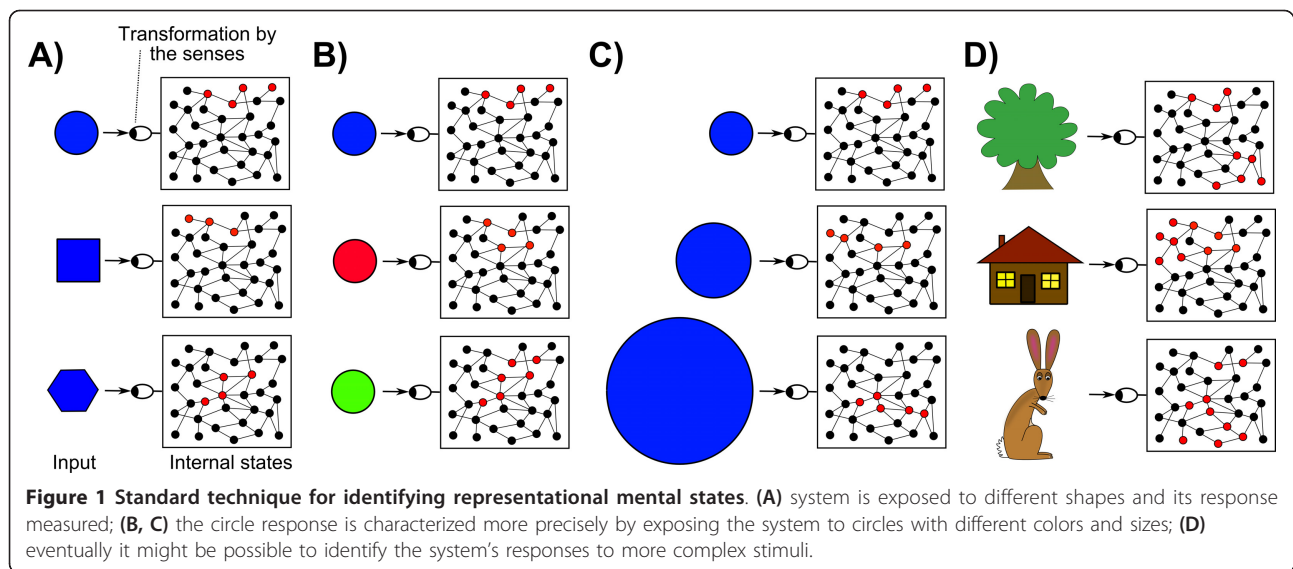 Transformation by
the senses
A)
B)
C)
D)
Input
Internal states
Figure 1 Standard technique for identifying representational mental states. (A) system is exposed to different shapes and its response
measured; (B, C) the circle response is characterized more precisely by exposing the system to circles with different colors and sizes; (D)
eventually it might be possible to identify the system's responses to more complex stimuli.